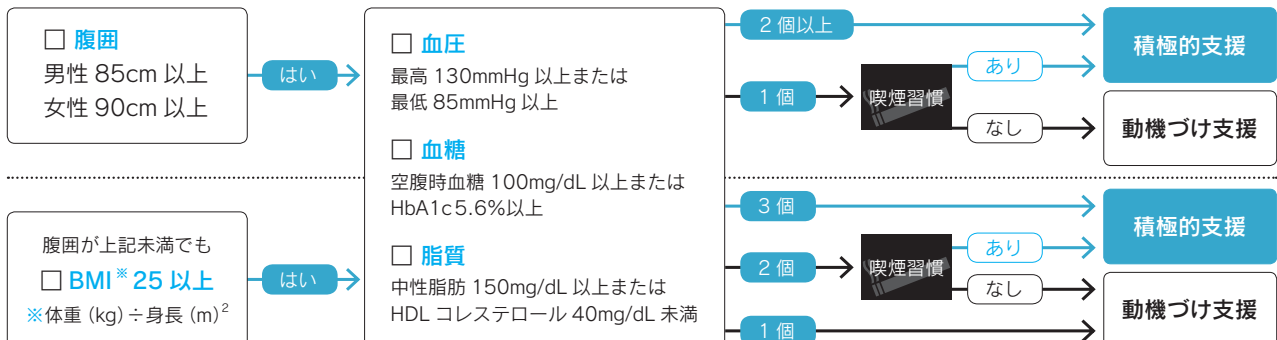 □ 腹囲
男性 85cm 以上
女性 90cm 以上
はい
□ 血圧
最高 130mmHg 以上または
最低 85mmHg 以上
□ 血糖
空腹時血糖 100mg/dL 以上または
HbA1c 5.6%以上
□ 脂質
中性脂肪 150mg/dL 以上または
HDL コレステロール 40mg/dL 未満
2 個以上
積極的支援
1 個
喫煙習慣
あり
なし
動機づけ支援
腹囲が上記未満でも
□ BMI※ 25 以上
※体重 (kg) ÷身長 (m)²
はい
3 個
積極的支援
2 個
喫煙習慣
あり
なし
動機づけ支援
1 個